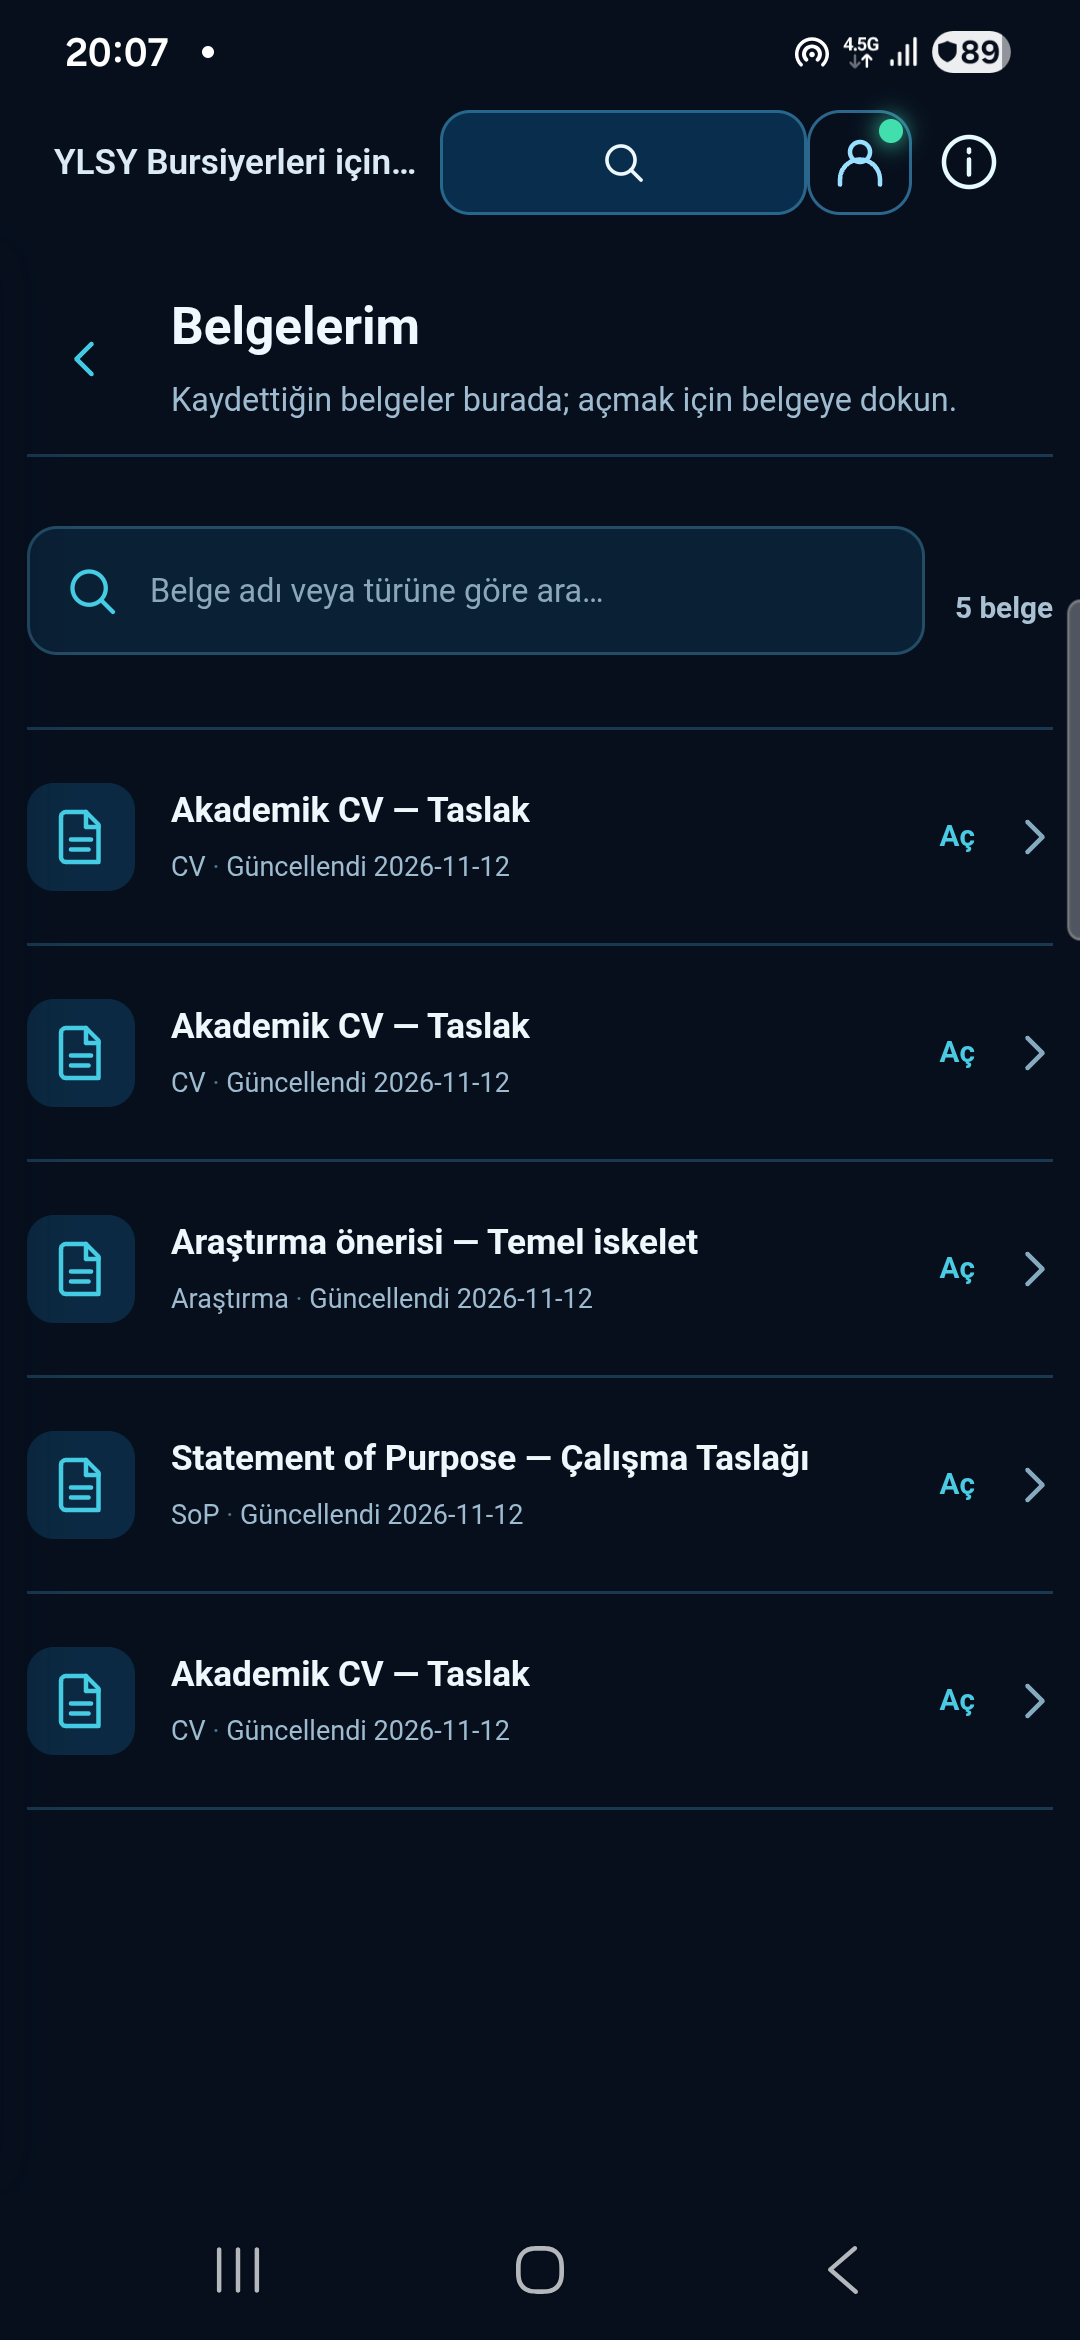 20:07
4.5G
89
YLSY Bursiyerleri için...
Belgelerim
Kaydettiğin belgeler burada; açmak için belgeye dokun.
Belge adı veya türüne göre ara...
5 belge
Akademik CV — Taslak
CV · Güncellendi 2026-11-12
Aç
Akademik CV — Taslak
CV · Güncellendi 2026-11-12
Aç
Araştırma önerisi — Temel iskelet
Araştırma · Güncellendi 2026-11-12
Aç
Statement of Purpose — Çalışma Taslağı
SoP · Güncellendi 2026-11-12
Aç
Akademik CV — Taslak
CV · Güncellendi 2026-11-12
Aç